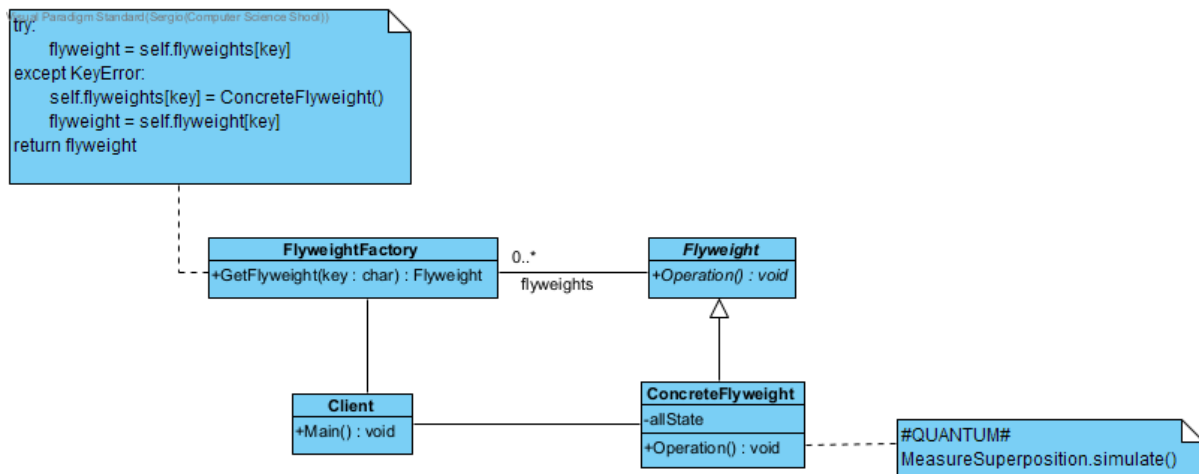 Visual Paradigm Standard(Sergio(Computer Science Shool))
try:
flyweight = self.flyweights[key]
except KeyError:
self.flyweights[key] = ConcreteFlyweight()
flyweight = self.flyweight[key]
return flyweight
FlyweightFactory
+GetFlyweight(key : char) : Flyweight
0..*
flyweights
Flyweight
+Operation() : void
Client
+Main() : void
ConcreteFlyweight
-allState
+Operation() : void
#QUANTUM#
MeasureSuperposition.simulate()